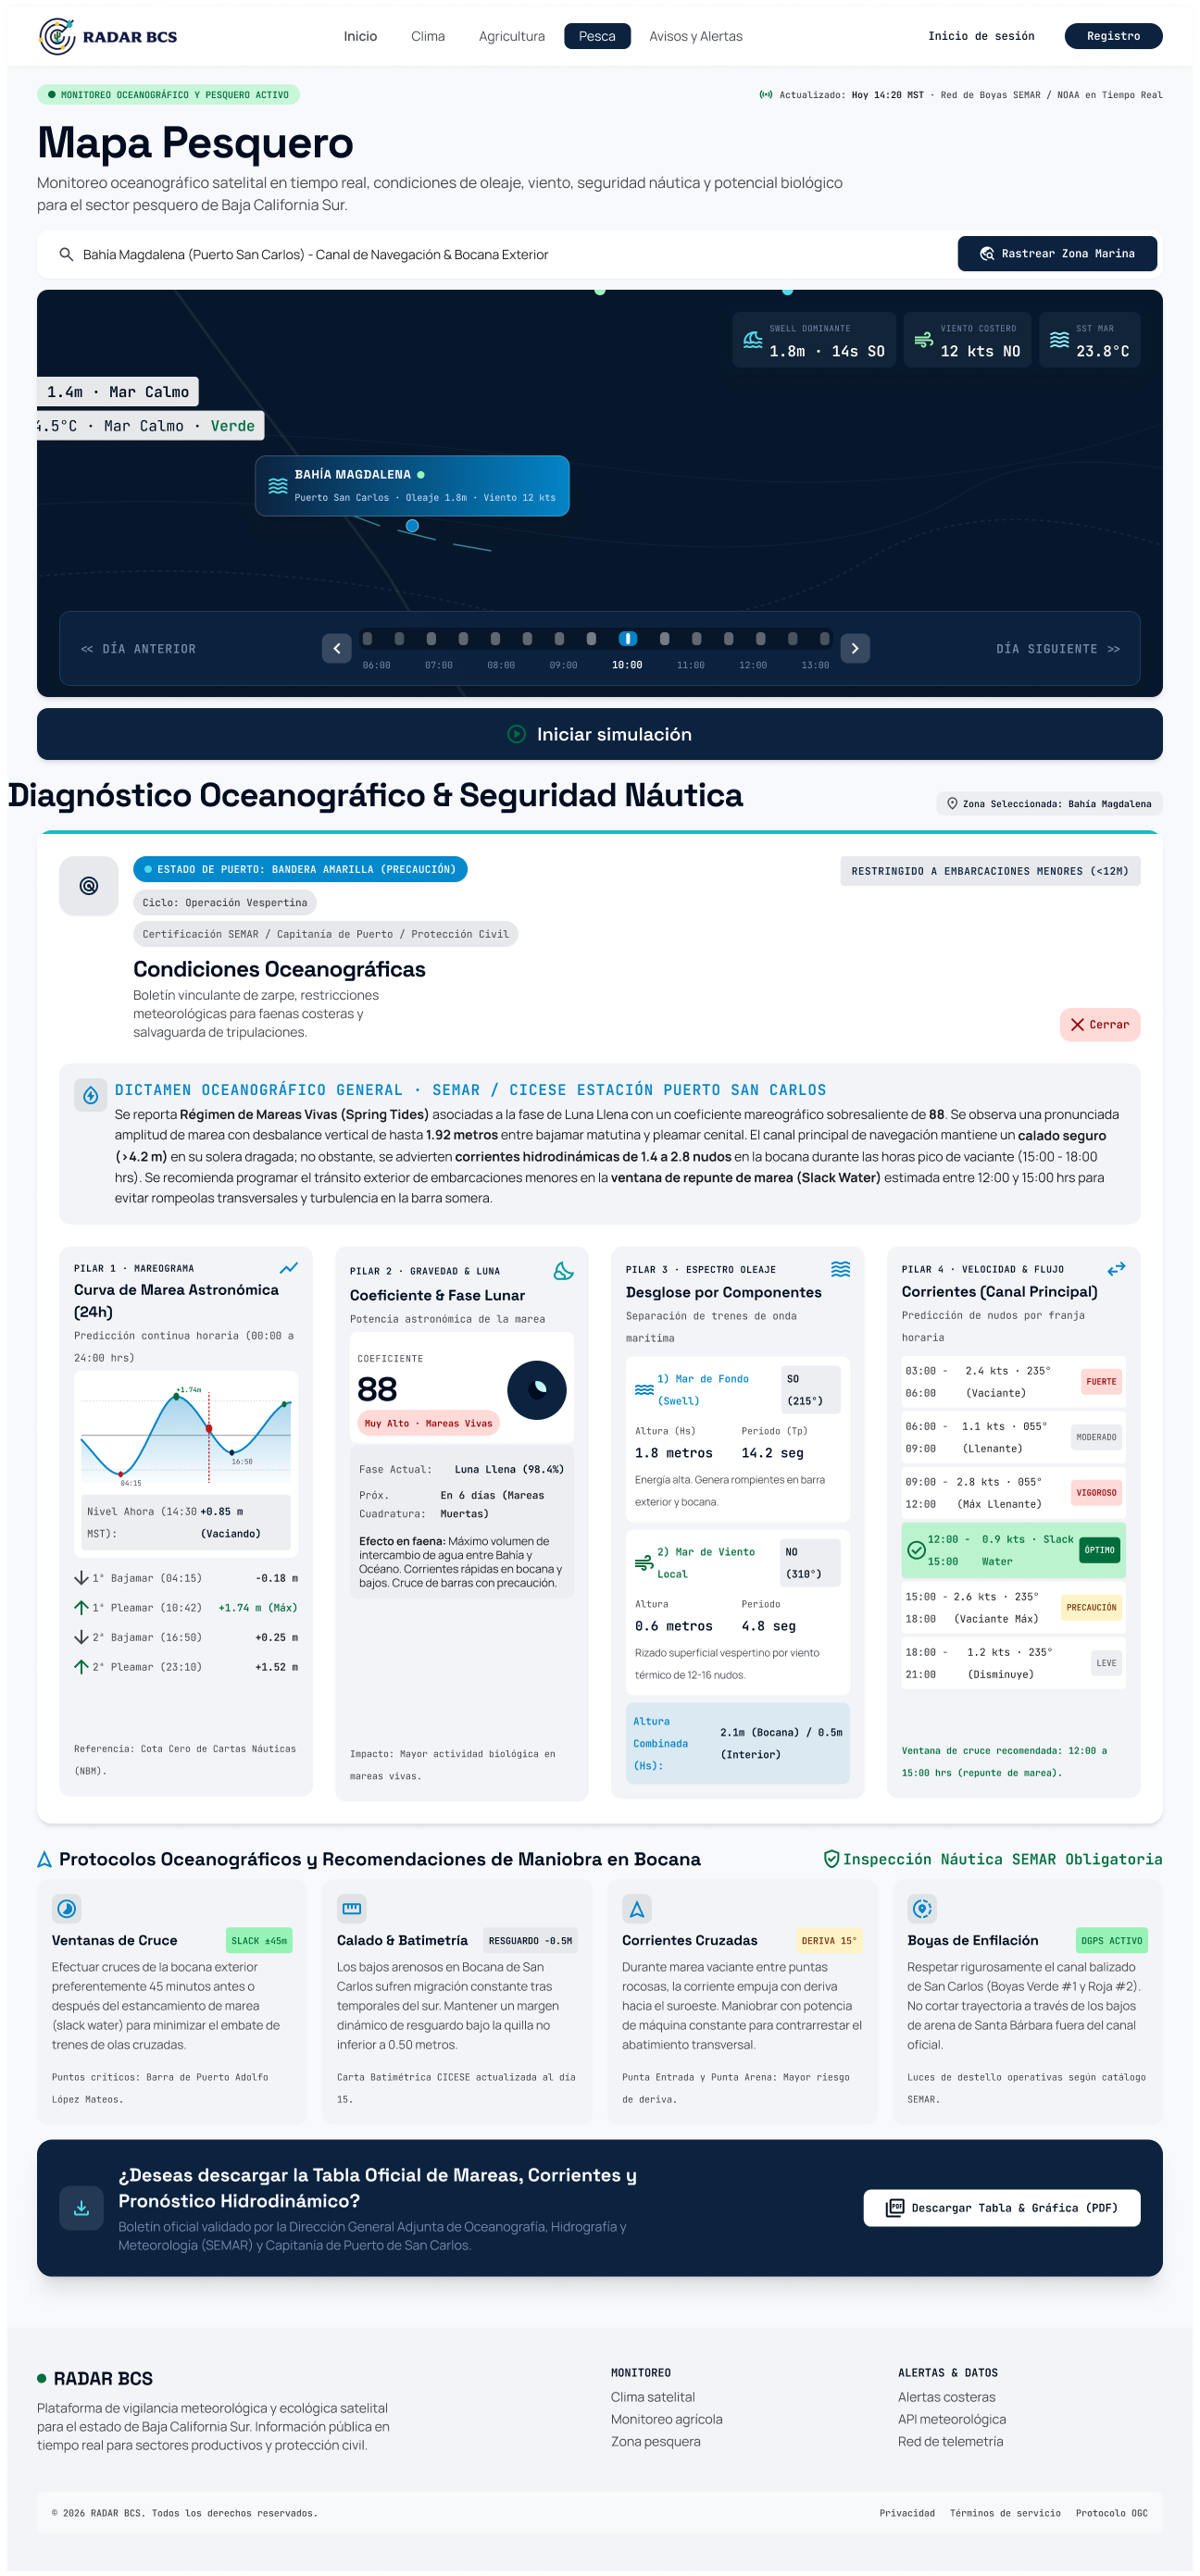 RADAR BCS
Inicio
Clima
Agricultura
Pesca
Avisos y Alertas
Inicio de sesión
Registro
MONITOREO OCEANOGRÁFICO Y PESQUERO ACTIVO
Actualizado: Hoy 14:20 MST · Red de Boyas SEMAR / NOAA en Tiempo Real
Mapa Pesquero
Monitoreo oceanográfico satelital en tiempo real, condiciones de oleaje, viento, seguridad náutica y potencial biológico
para el sector pesquero de Baja California Sur.
Bahía Magdalena (Puerto San Carlos) - Canal de Navegación & Bocana Exterior
Rastrear Zona Marina
SWELL DOMINANTE
1.8m · 14s SO
VIENTO COSTERO
12 kts NO
SST MAR
23.8°C
1.4m · Mar Calmo
4.5°C · Mar Calmo · Verde
BAHÍA MAGDALENA
Puerto San Carlos · Oleaje 1.8m · Viento 12 kts
<< DÍA ANTERIOR
06:00
07:00
08:00
09:00
10:00
11:00
12:00
13:00
DÍA SIGUIENTE >>
Iniciar simulación
Diagnóstico Oceanográfico & Seguridad Náutica
Zona Seleccionada: Bahía Magdalena
ESTADO DE PUERTO: BANDERA AMARILLA (PRECAUCIÓN)
RESTRINGIDO A EMBARCACIONES MENORES (<12M)
Ciclo: Operación Vespertina
Certificación SEMAR / Capitanía de Puerto / Protección Civil
Condiciones Oceanográficas
Boletín vinculante de zarpe, restricciones
meteorológicas para faenas costeras y
salvaguarda de tripulaciones.
Cerrar
DICTAMEN OCEANOGRÁFICO GENERAL · SEMAR / CICESE ESTACIÓN PUERTO SAN CARLOS
Se reporta Régimen de Mareas Vivas (Spring Tides) asociadas a la fase de Luna Llena con un coeficiente mareográfico sobresaliente de 88. Se observa una pronunciada
amplitud de marea con desbalance vertical de hasta 1.92 metros entre bajamar matutina y pleamar cenital. El canal principal de navegación mantiene un calado seguro
(>4.2 m) en su solera dragada; no obstante, se advierten corrientes hidrodinámicas de 1.4 a 2.8 nudos en la bocana durante las horas pico de vaciante (15:00 - 18:00
hrs). Se recomienda programar el tránsito exterior de embarcaciones menores en la ventana de repunte de marea (Slack Water) estimada entre 12:00 y 15:00 hrs para
evitar rompeolas transversales y turbulencia en la barra somera.
PILAR 1 · MAREOGRAMA
Curva de Marea Astronómica
(24h)
Predicción continua horaria (00:00 a
24:00 hrs)
+1.74m
16:50
04:15
Nivel Ahora (14:30
MST):
+0.85 m
(Vaciando)
1ª Bajamar (04:15)
-0.18 m
1ª Pleamar (10:42)
+1.74 m (Máx)
2ª Bajamar (16:50)
+0.25 m
2ª Pleamar (23:10)
+1.52 m
Referencia: Cota Cero de Cartas Náuticas
(NBM).
PILAR 2 · GRAVEDAD & LUNA
Coeficiente & Fase Lunar
Potencia astronómica de la marea
COEFICIENTE
88
Muy Alto · Mareas Vivas
Fase Actual:
Luna Llena (98.4%)
Próx.
Cuadratura:
En 6 días (Mareas
Muertas)
Efecto en faena: Máximo volumen de
intercambio de agua entre Bahía y
Océano. Corrientes rápidas en bocana y
bajos. Cruce de barras con precaución.
Impacto: Mayor actividad biológica en
mareas vivas.
PILAR 3 · ESPECTRO OLEAJE
Desglose por Componentes
Separación de trenes de onda
marítima
1) Mar de Fondo
(Swell)
SO
(215°)
Altura (Hs)
Periodo (Tp)
1.8 metros
14.2 seg
Energía alta. Genera rompientes en barra
exterior y bocana.
2) Mar de Viento
Local
NO
(310°)
Altura
Periodo
0.6 metros
4.8 seg
Rizado superficial vespertino por viento
térmico de 12-16 nudos.
Altura
Combinada
(Hs):
2.1m (Bocana) / 0.5m
(Interior)
PILAR 4 · VELOCIDAD & FLUJO
Corrientes (Canal Principal)
Predicción de nudos por franja
horaria
03:00 -
06:00
2.4 kts · 235°
(Vaciante)
FUERTE
06:00 -
09:00
1.1 kts · 055°
(Llenante)
MODERADO
09:00 -
12:00
2.8 kts · 055°
(Máx Llenante)
VIGOROSO
12:00 -
15:00
0.9 kts · Slack
Water
ÓPTIMO
15:00 -
18:00
2.6 kts · 235°
(Vaciante Máx)
PRECAUCIÓN
18:00 -
21:00
1.2 kts · 235°
(Disminuye)
LEVE
Ventana de cruce recomendada: 12:00 a
15:00 hrs (repunte de marea).
Protocolos Oceanográficos y Recomendaciones de Maniobra en Bocana
Inspección Náutica SEMAR Obligatoria
Ventanas de Cruce
SLACK ±45m
Efectuar cruces de la bocana exterior
preferentemente 45 minutos antes o
después del estancamiento de marea
(slack water) para minimizar el embate de
trenes de olas cruzadas.
Puntos críticos: Barra de Puerto Adolfo
López Mateos.
Calado & Batimetría
RESGUARDO -0.5M
Los bajos arenosos en Bocana de San
Carlos sufren migración constante tras
temporales del sur. Mantener un margen
dinámico de resguardo bajo la quilla no
inferior a 0.50 metros.
Carta Batimétrica CICESE actualizada al día
15.
Corrientes Cruzadas
DERIVA 15°
Durante marea vaciante entre puntas
rocosas, la corriente empuja con deriva
hacia el suroeste. Maniobrar con potencia
de máquina constante para contrarrestar el
abatimiento transversal.
Punta Entrada y Punta Arena: Mayor riesgo
de deriva.
Boyas de Enfilación
DGPS ACTIVO
Respetar rigurosamente el canal balizado
de San Carlos (Boyas Verde #1 y Roja #2).
No cortar trayectoria a través de los bajos
de arena de Santa Bárbara fuera del canal
oficial.
Luces de destello operativas según catálogo
SEMAR.
¿Deseas descargar la Tabla Oficial de Mareas, Corrientes y
Pronóstico Hidrodinámico?
Boletín oficial validado por la Dirección General Adjunta de Oceanografía, Hidrografía y
Meteorología (SEMAR) y Capitanía de Puerto de San Carlos.
PDF
Descargar Tabla & Gráfica (PDF)
RADAR BCS
Plataforma de vigilancia meteorológica y ecológica satelital
para el estado de Baja California Sur. Información pública en
tiempo real para sectores productivos y protección civil.
MONITOREO
Clima satelital
Monitoreo agrícola
Zona pesquera
ALERTAS & DATOS
Alertas costeras
API meteorológica
Red de telemetría
© 2026 RADAR BCS. Todos los derechos reservados.
Privacidad
Términos de servicio
Protocolo OGC